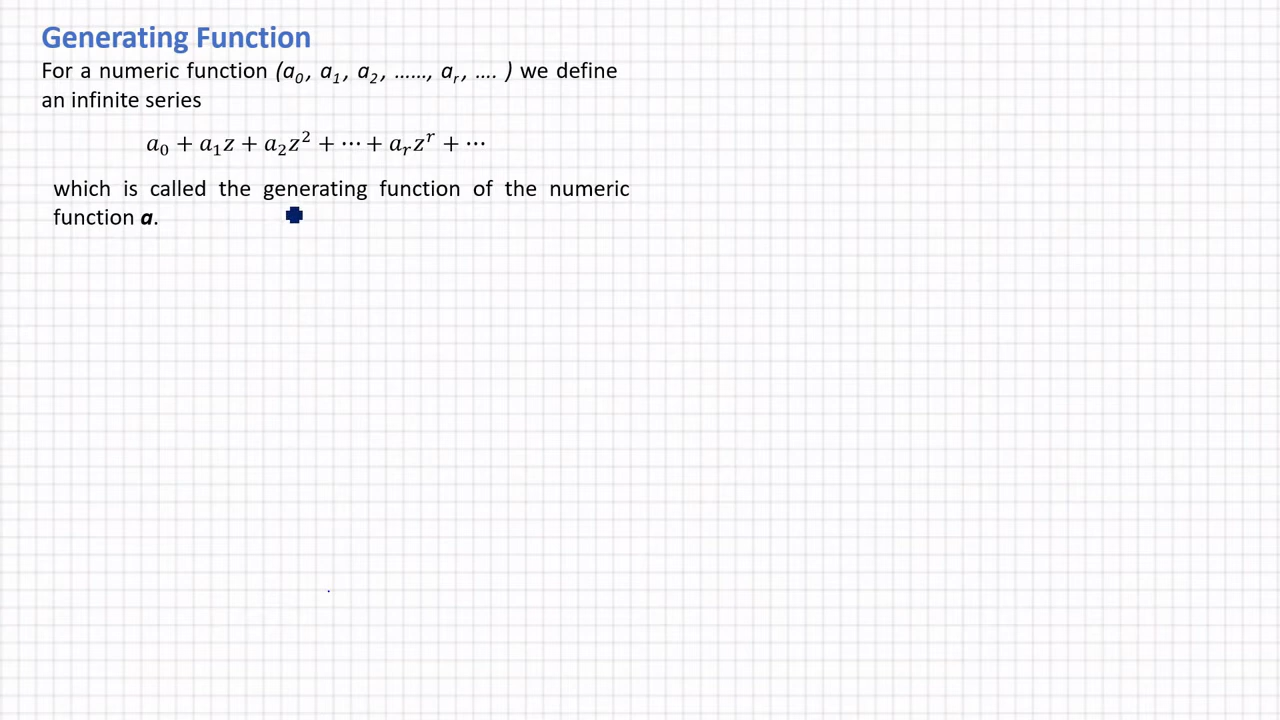 Generating Function
For a numeric function (a₀, a₁, a₂, ......, aᵣ, .... ) we define
an infinite series
a₀ + a₁z + a₂z² + ⋯ + aᵣzʳ + ⋯
which is called the generating function of the numeric
function a.